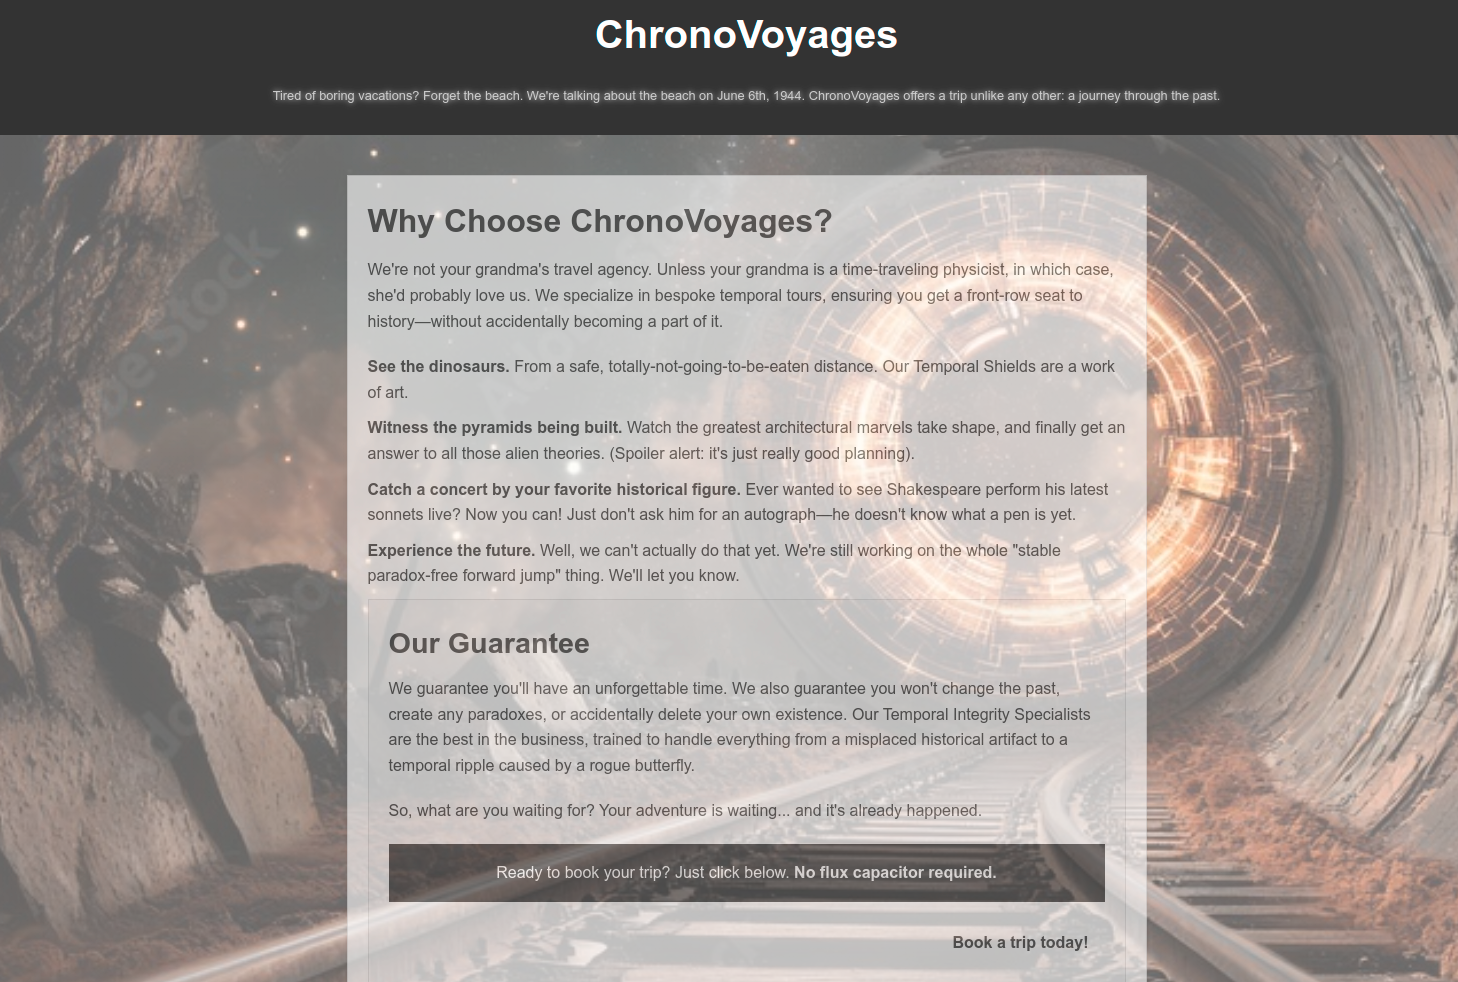 ChronoVoyages
Tired of boring vacations? Forget the beach. We're talking about the beach on June 6th, 1944. ChronoVoyages offers a trip unlike any other: a journey through the past.
Why Choose ChronoVoyages?
We're not your grandma's travel agency. Unless your grandma is a time-traveling physicist, in which case,
she'd probably love us. We specialize in bespoke temporal tours, ensuring you get a front-row seat to
history—without accidentally becoming a part of it.
See the dinosaurs. From a safe, totally-not-going-to-be-eaten distance. Our Temporal Shields are a work
of art.
Witness the pyramids being built. Watch the greatest architectural marvels take shape, and finally get an
answer to all those alien theories. (Spoiler alert: it's just really good planning).
Catch a concert by your favorite historical figure. Ever wanted to see Shakespeare perform his latest
sonnets live? Now you can! Just don't ask him for an autograph—he doesn't know what a pen is yet.
Experience the future. Well, we can't actually do that yet. We're still working on the whole "stable
paradox-free forward jump" thing. We'll let you know.
Our Guarantee
We guarantee you'll have an unforgettable time. We also guarantee you won't change the past,
create any paradoxes, or accidentally delete your own existence. Our Temporal Integrity Specialists
are the best in the business, trained to handle everything from a misplaced historical artifact to a
temporal ripple caused by a rogue butterfly.
So, what are you waiting for? Your adventure is waiting... and it's already happened.
Ready to book your trip? Just click below. No flux capacitor required.
Book a trip today!